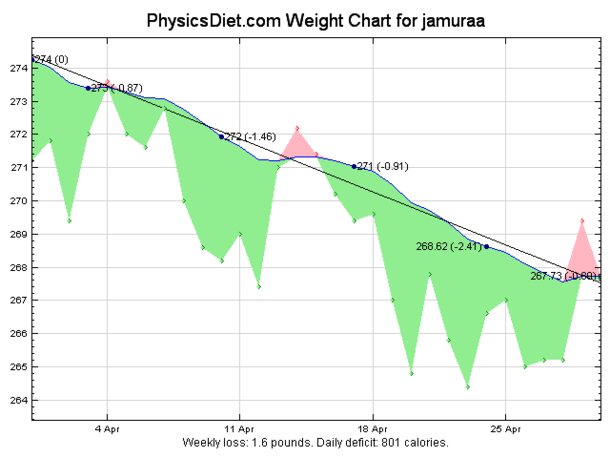 PhysicsDiet.com Weight Chart for jamuraa
274
273
272
271
270
269
268
267
266
265
264
274 (0)
273 (-0.87)
272 (-1.46)
271 (-0.91)
268.62 (-2.41)
267.73 (-0.89)
4 Apr
11 Apr
18 Apr
25 Apr
Weekly loss: 1.6 pounds. Daily deficit: 801 calories.